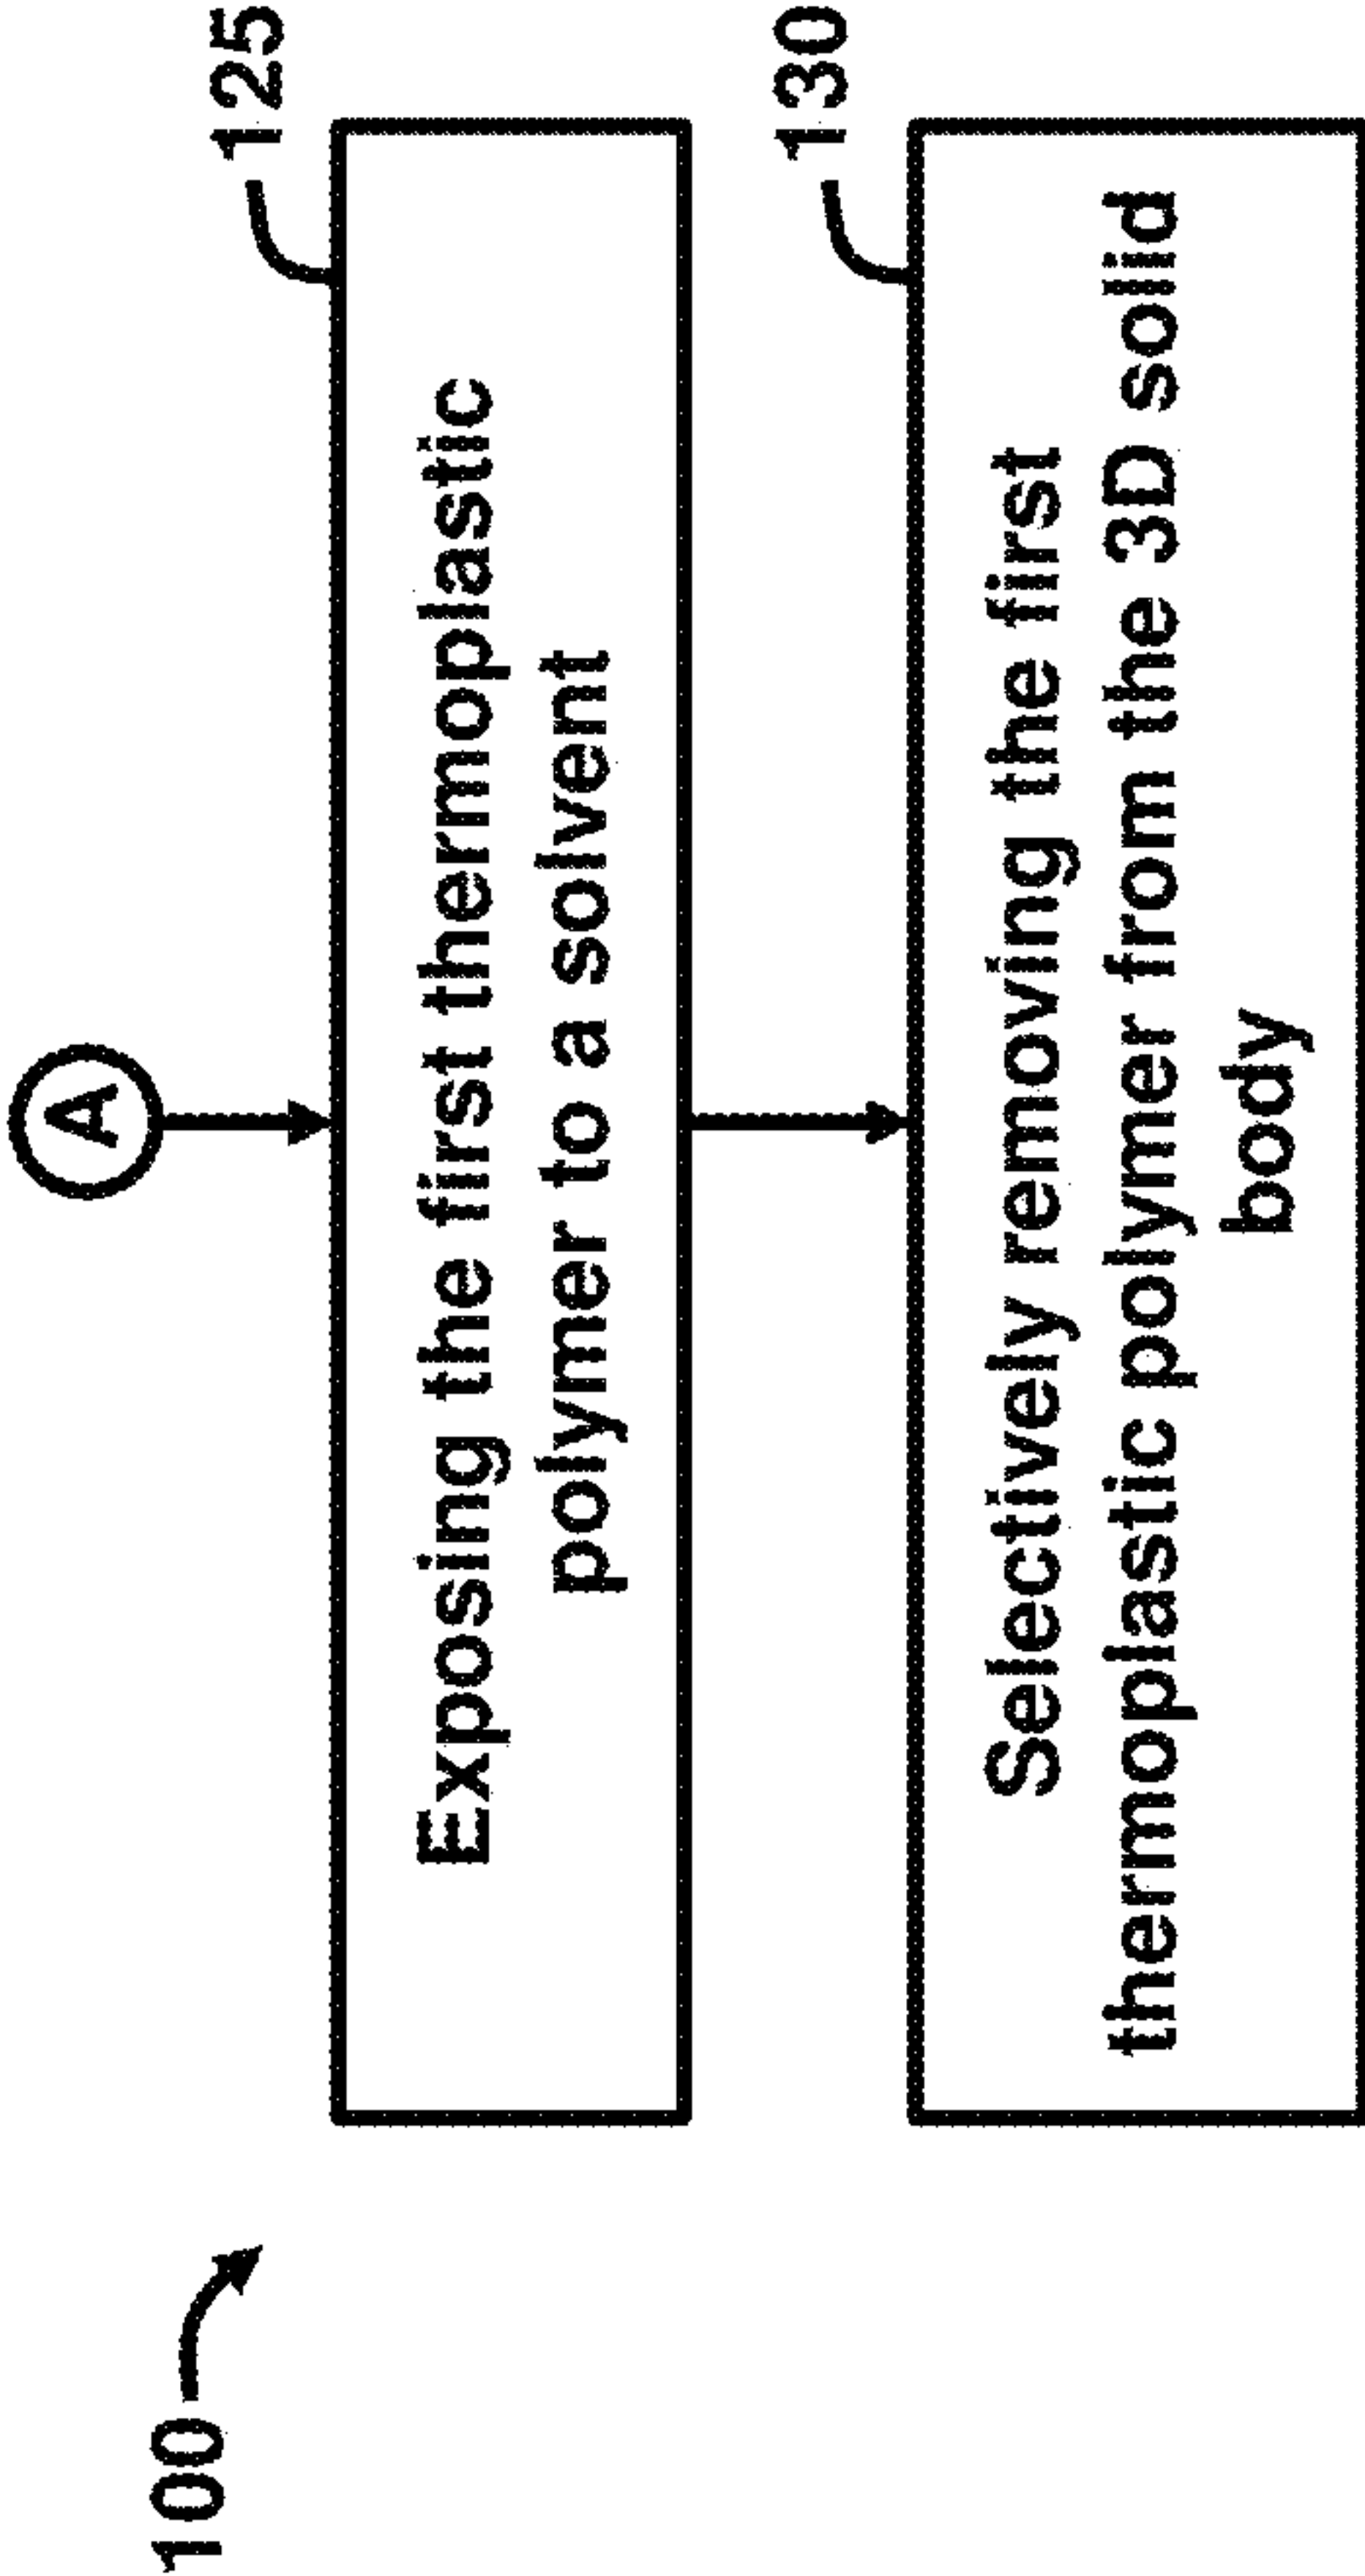 100
A
125
Exposing the first thermoplastic
polymer to a solvent
130
Selectively removing the first
thermoplastic polymer from the 3D solid
body